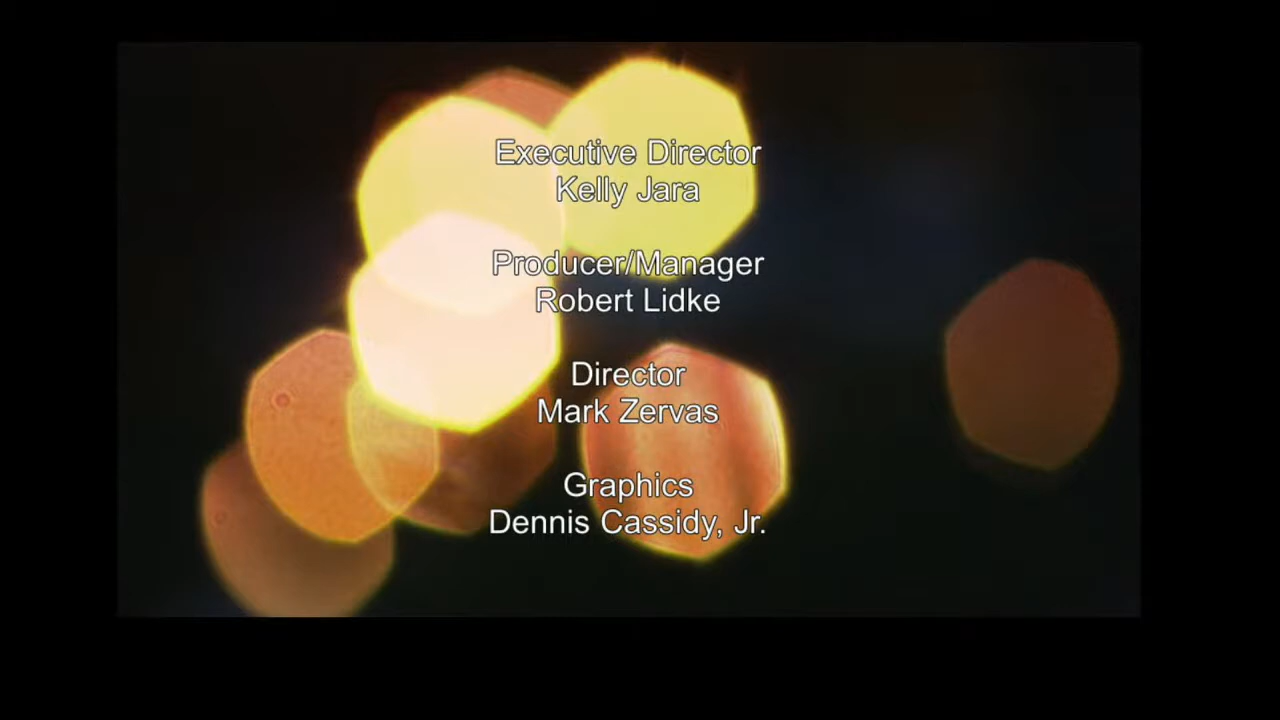 Executive Director
Kelly Jara
Producer/Manager
Robert Lidke
Director
Mark Zervas
Graphics
Dennis Cassidy, Jr.